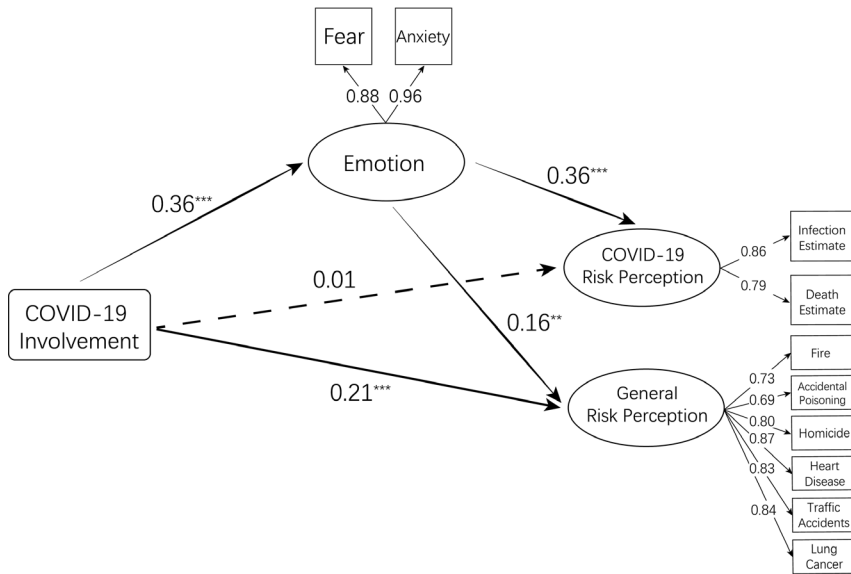 Fear
Anxiety
0.88
0.96
Emotion
0.36***
0.36***
COVID-19
Risk Perception
0.86
Infection
Estimate
0.79
Death
Estimate
0.01
COVID-19
Involvement
0.16**
0.21***
General
Risk Perception
0.73
Fire
0.69
Accidental
Poisoning
0.80
Homicide
0.87
Heart
Disease
0.83
Traffic
Accidents
0.84
Lung
Cancer